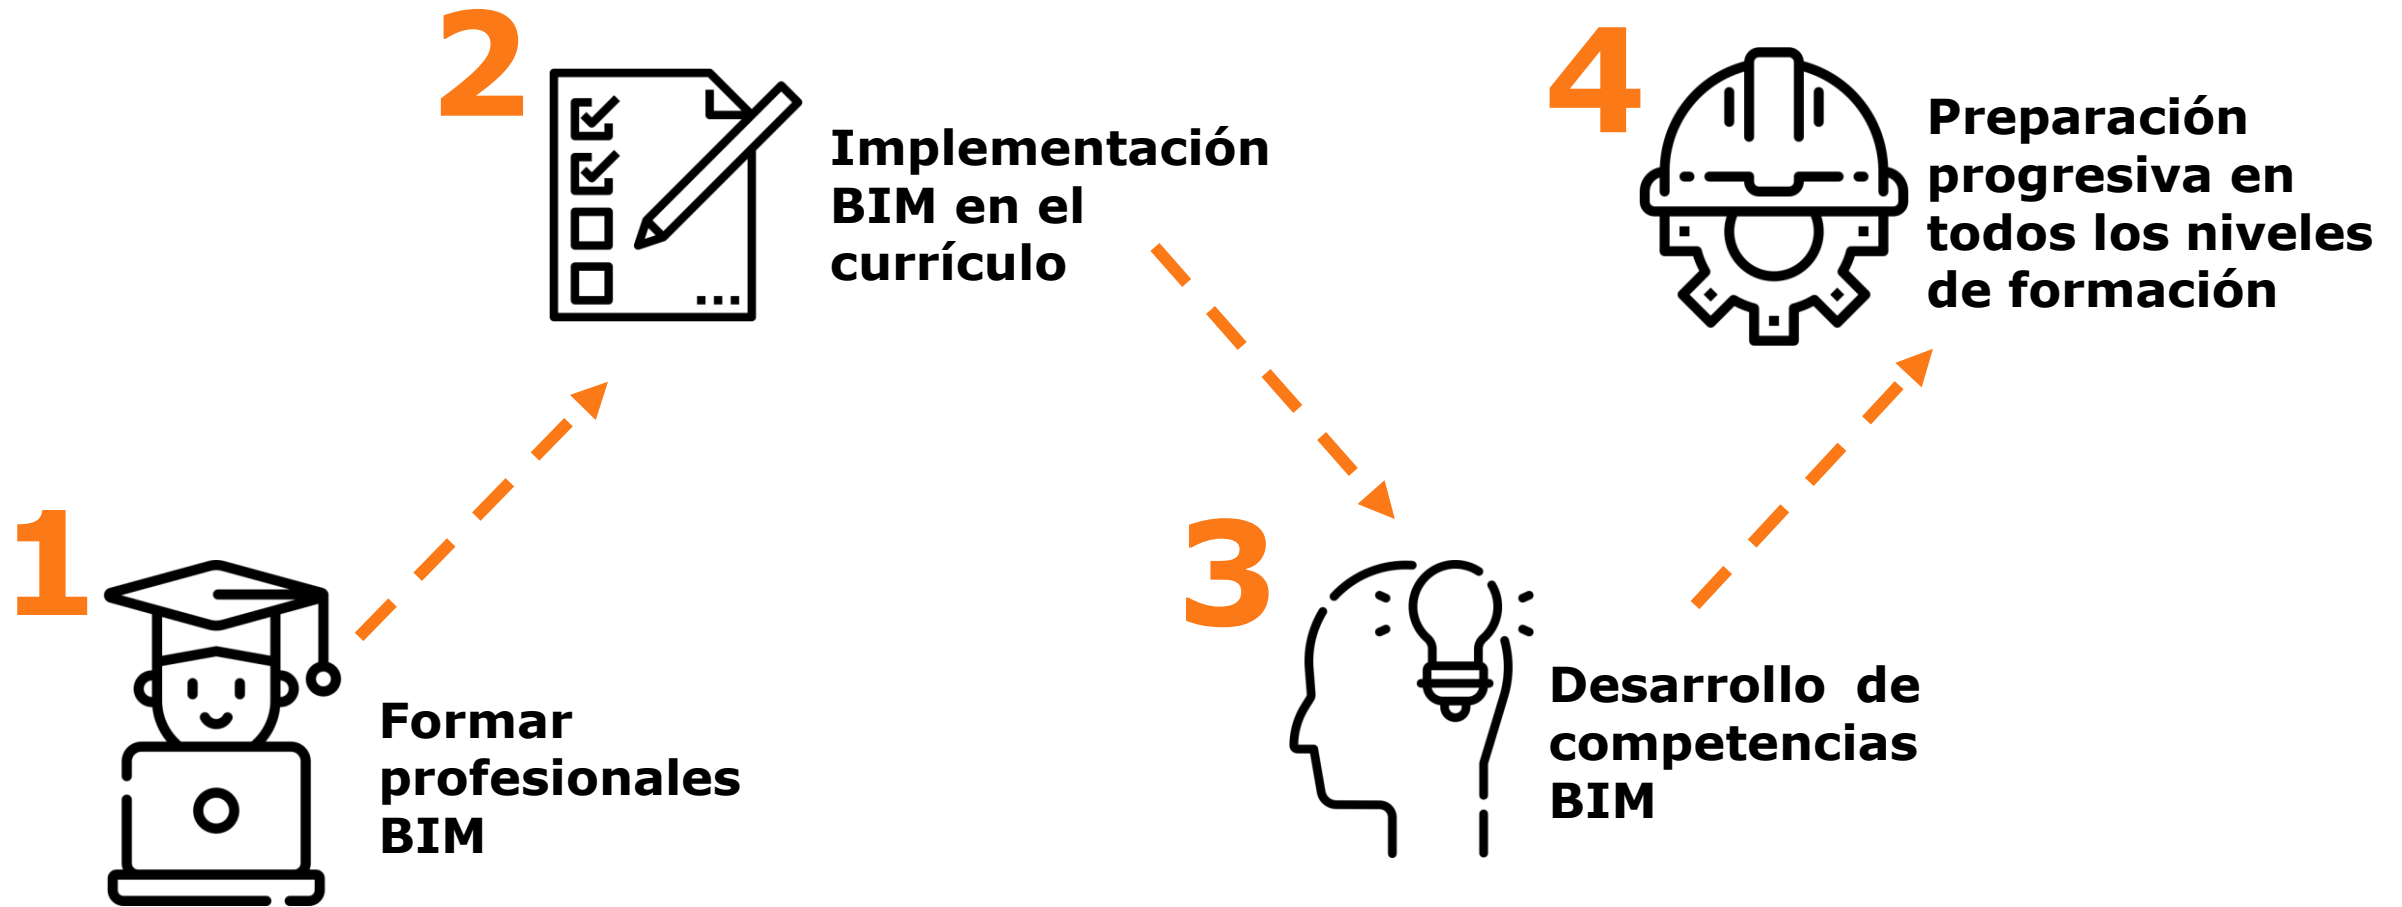 1
Formar
profesionales
BIM
2
Implementación
BIM en el
currículo
3
Desarrollo de
competencias
BIM
4
Preparación
progresiva en
todos los niveles
de formación